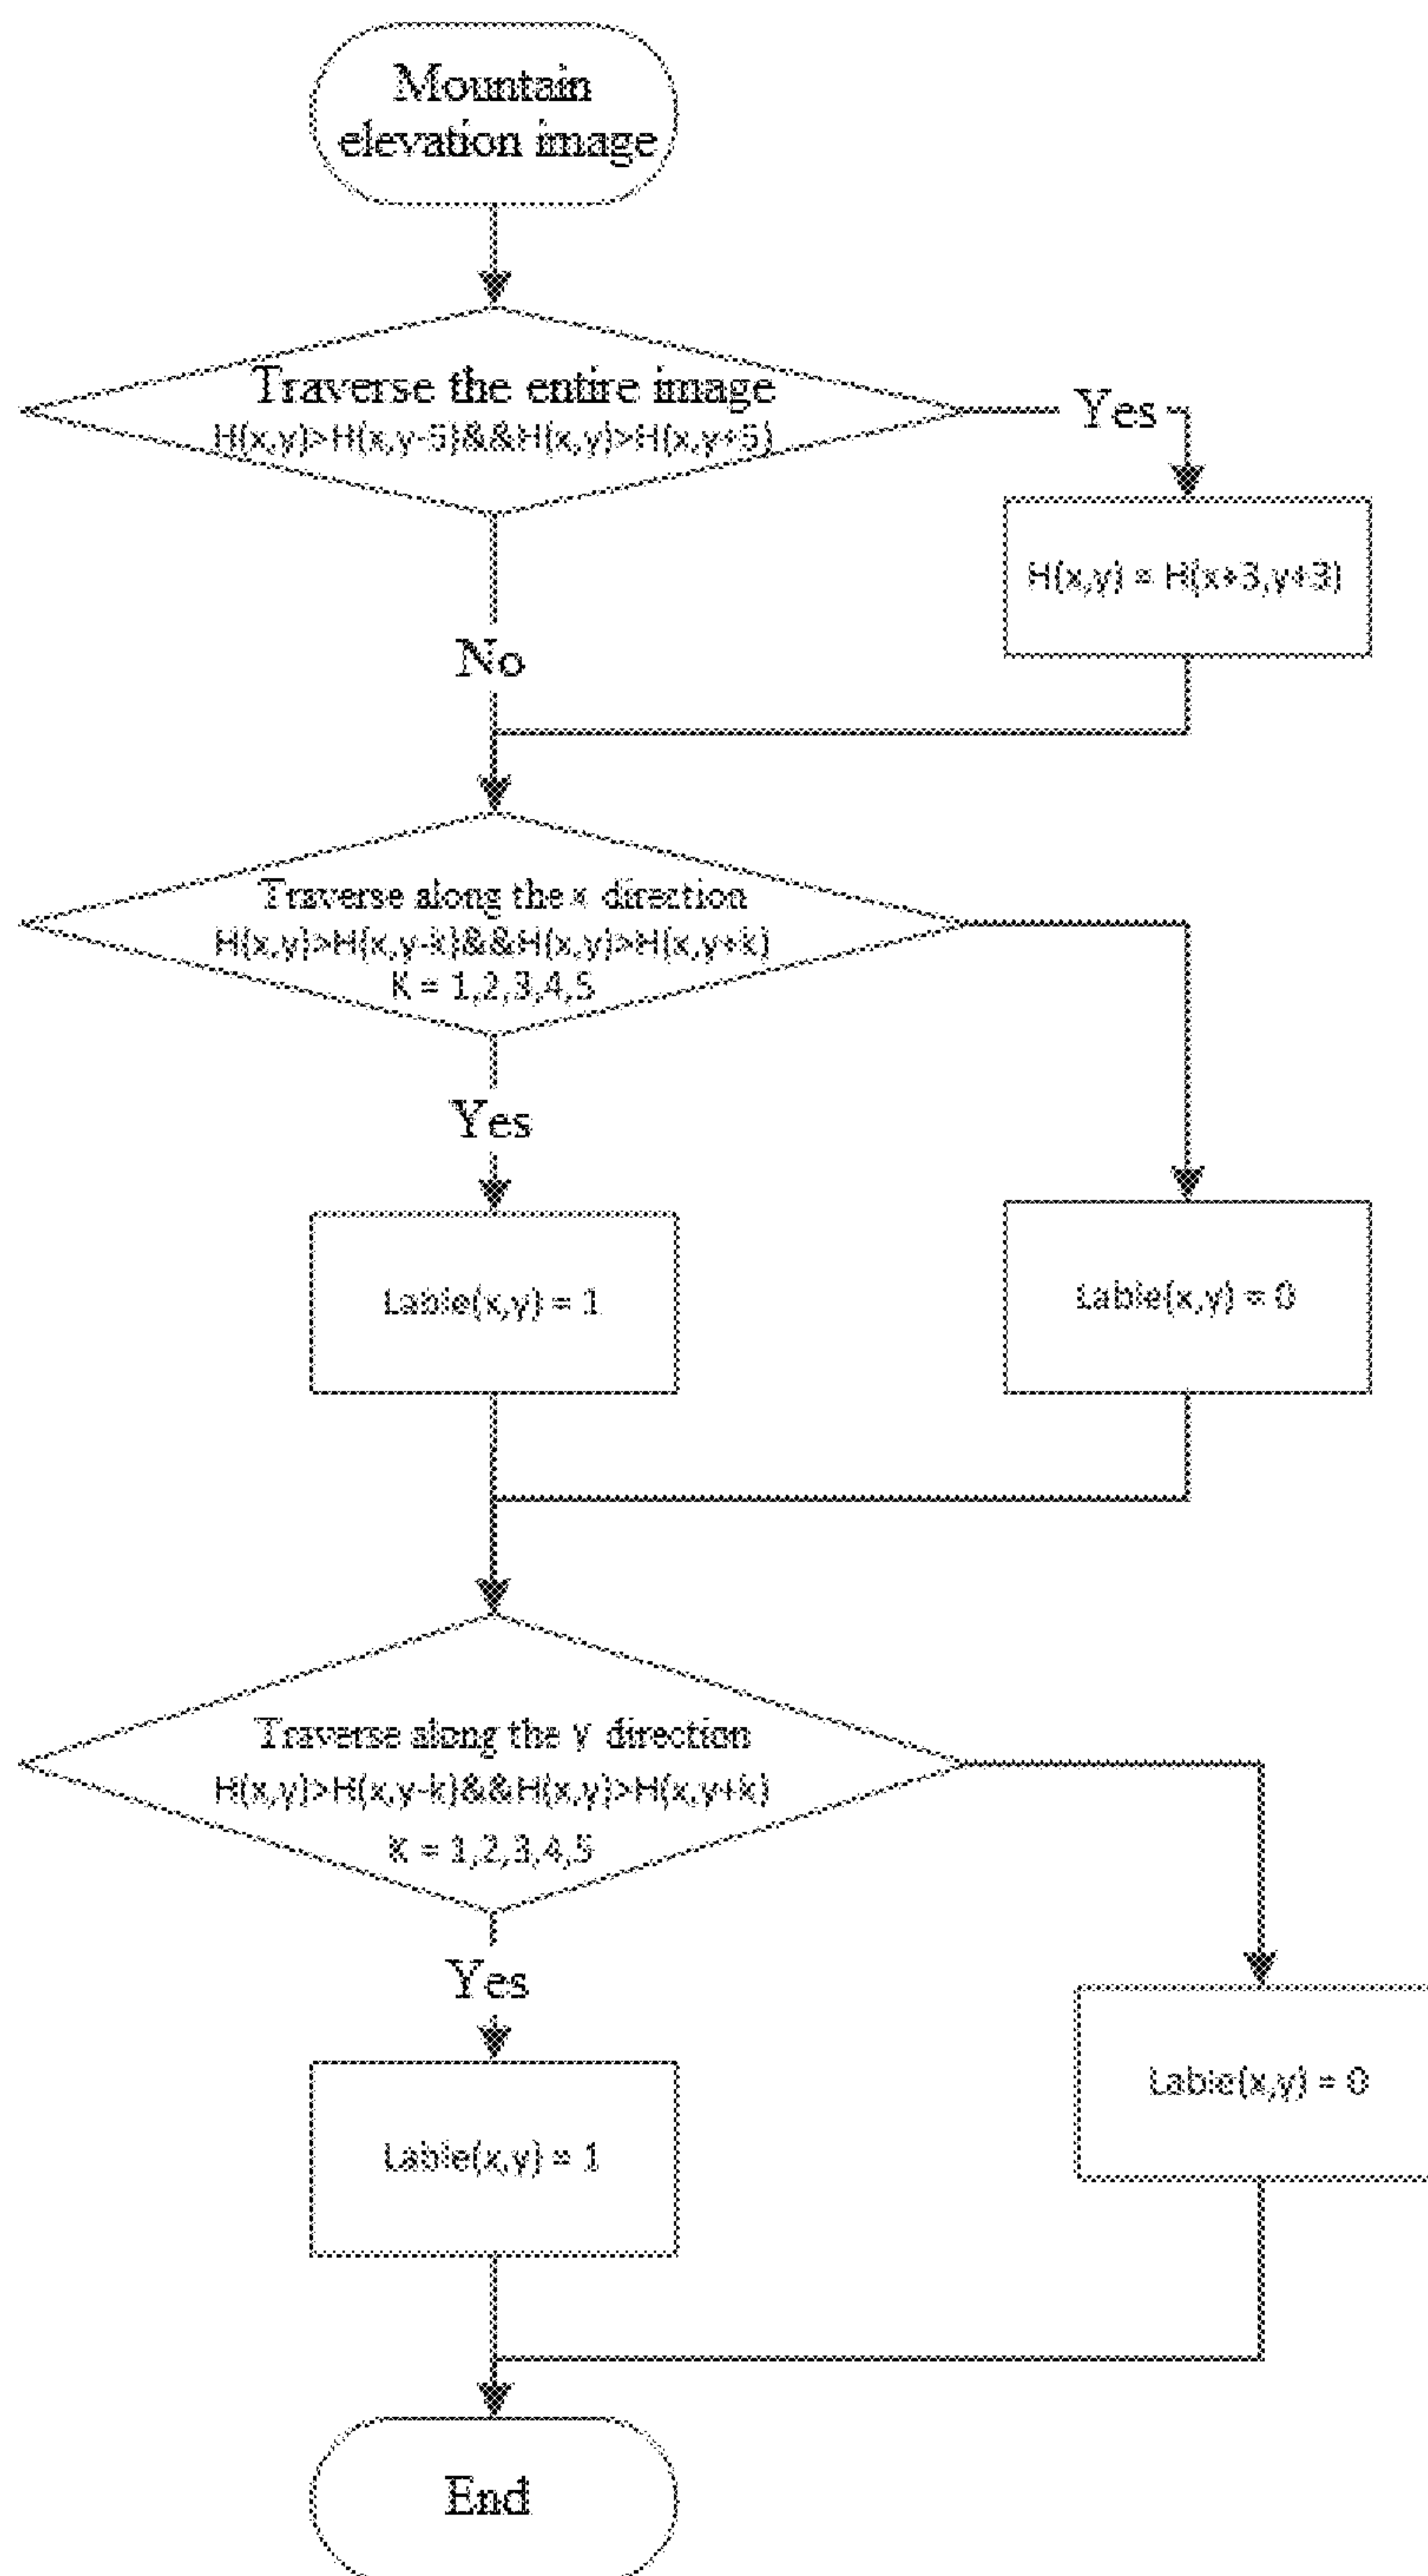 Mountain
elevation image
Traverse the entire image
H(x,y)>H(x,y-5)&&H(x,y)>H(x,y+5)
Yes
H(x,y) = H(x+3,y+3)
No
Traverse along the x direction
H(x,y)>H(x,y-k)&&H(x,y)>H(x,y+k)
K = 1,2,3,4,5
Yes
Lable(x,y) = 1
Lable(x,y) = 0
Traverse along the y direction
H(x,y)>H(x,y-k)&&H(x,y)>H(x,y+k)
K = 1,2,3,4,5
Yes
Lable(x,y) = 0
Lable(x,y) = 1
End